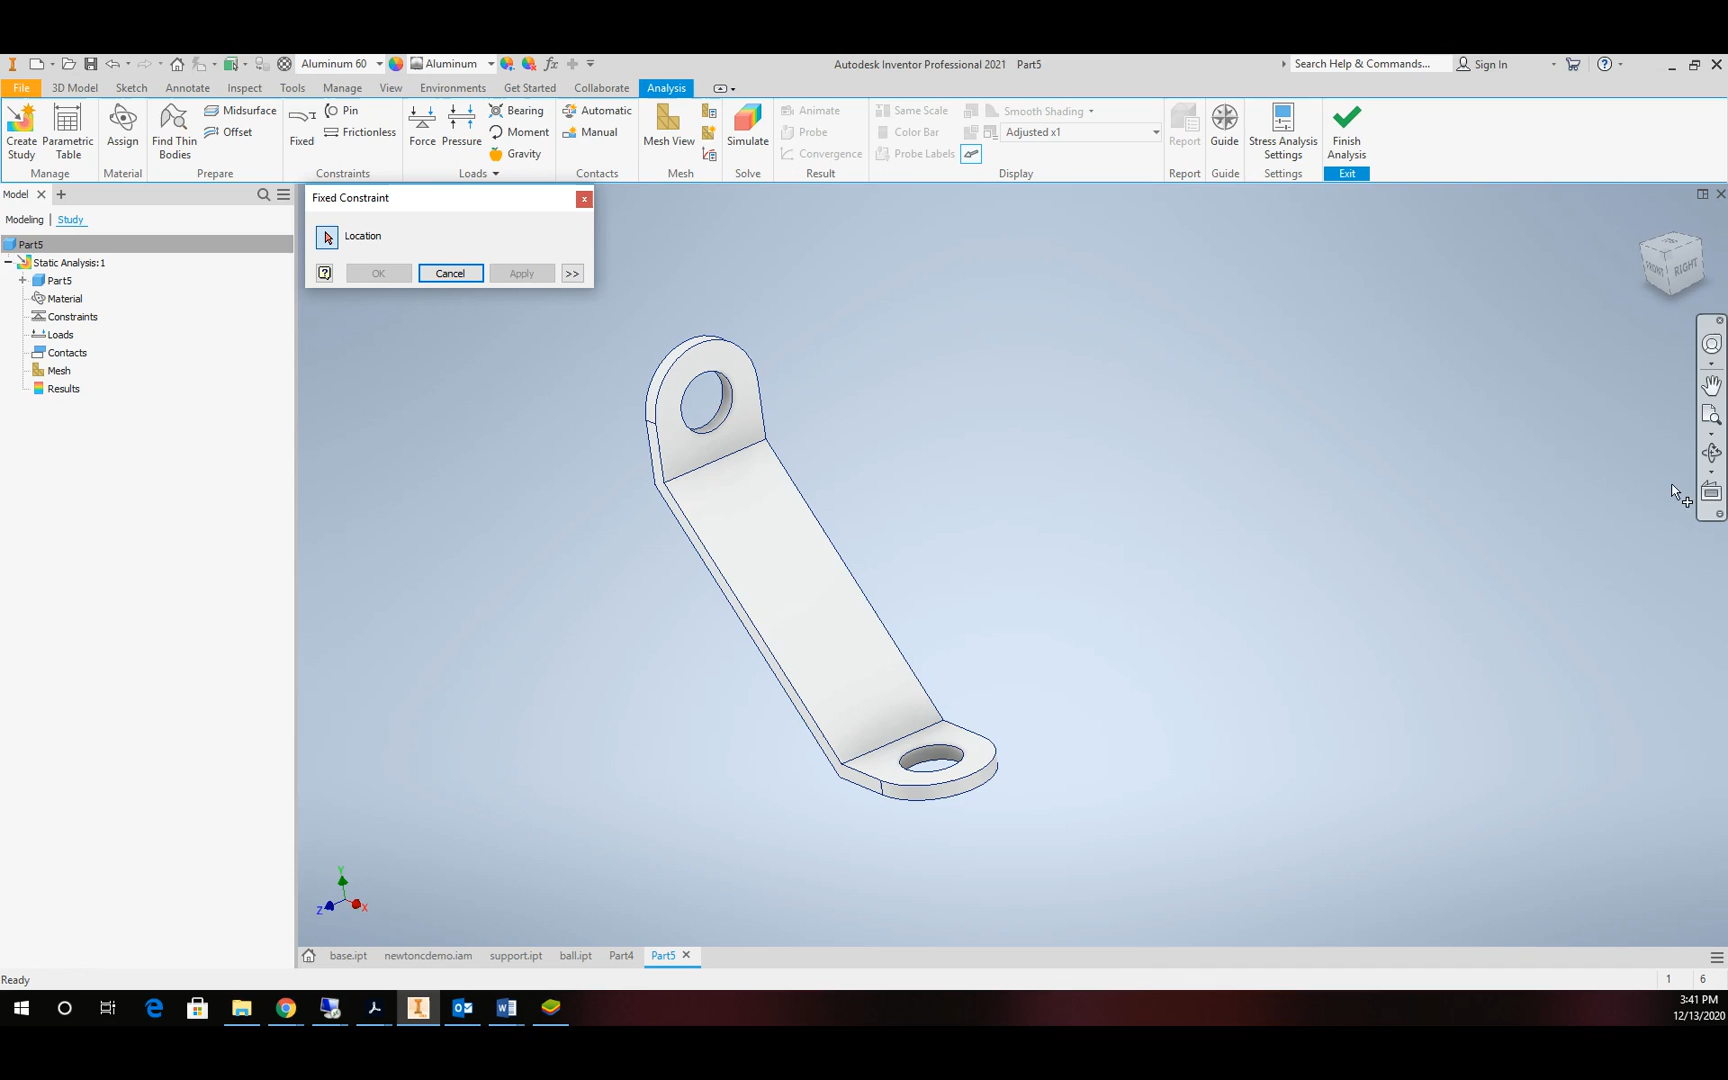 Aluminum 60 Aluminum Autodesk Inventor Professional 2021 Part5 Search Help & Commands... Sign In
File 3D Model Sketch Annotate Inspect Tools Manage View Environments Get Started Collaborate Analysis
Create Study
Parametric Table
Manage
Assign
Material
Find Thin Bodies
Midsurface
Offset
Prepare
Fixed
Pin
Frictionless
Constraints
Force
Pressure
Bearing
Moment
Gravity
Loads
Automatic
Manual
Contacts
Mesh View
Mesh
Simulate
Solve
Animate
Probe
Convergence
Result
Same Scale
Color Bar
Probe Labels
Smooth Shading
Adjusted x1
Display
Report
Report
Guide
Guide
Stress Analysis Settings
Settings
Finish Analysis
Exit
Model
Modeling | Study
Part5
Static Analysis:1
Part5
Material
Constraints
Loads
Contacts
Mesh
Results
Fixed Constraint
Location
OK Cancel Apply >>
FRONT RIGHT
Y
Z X
base.ipt newtoncdemo.iam support.ipt ball.ipt Part4 Part5
Ready 1 6
3:41 PM
12/13/2020